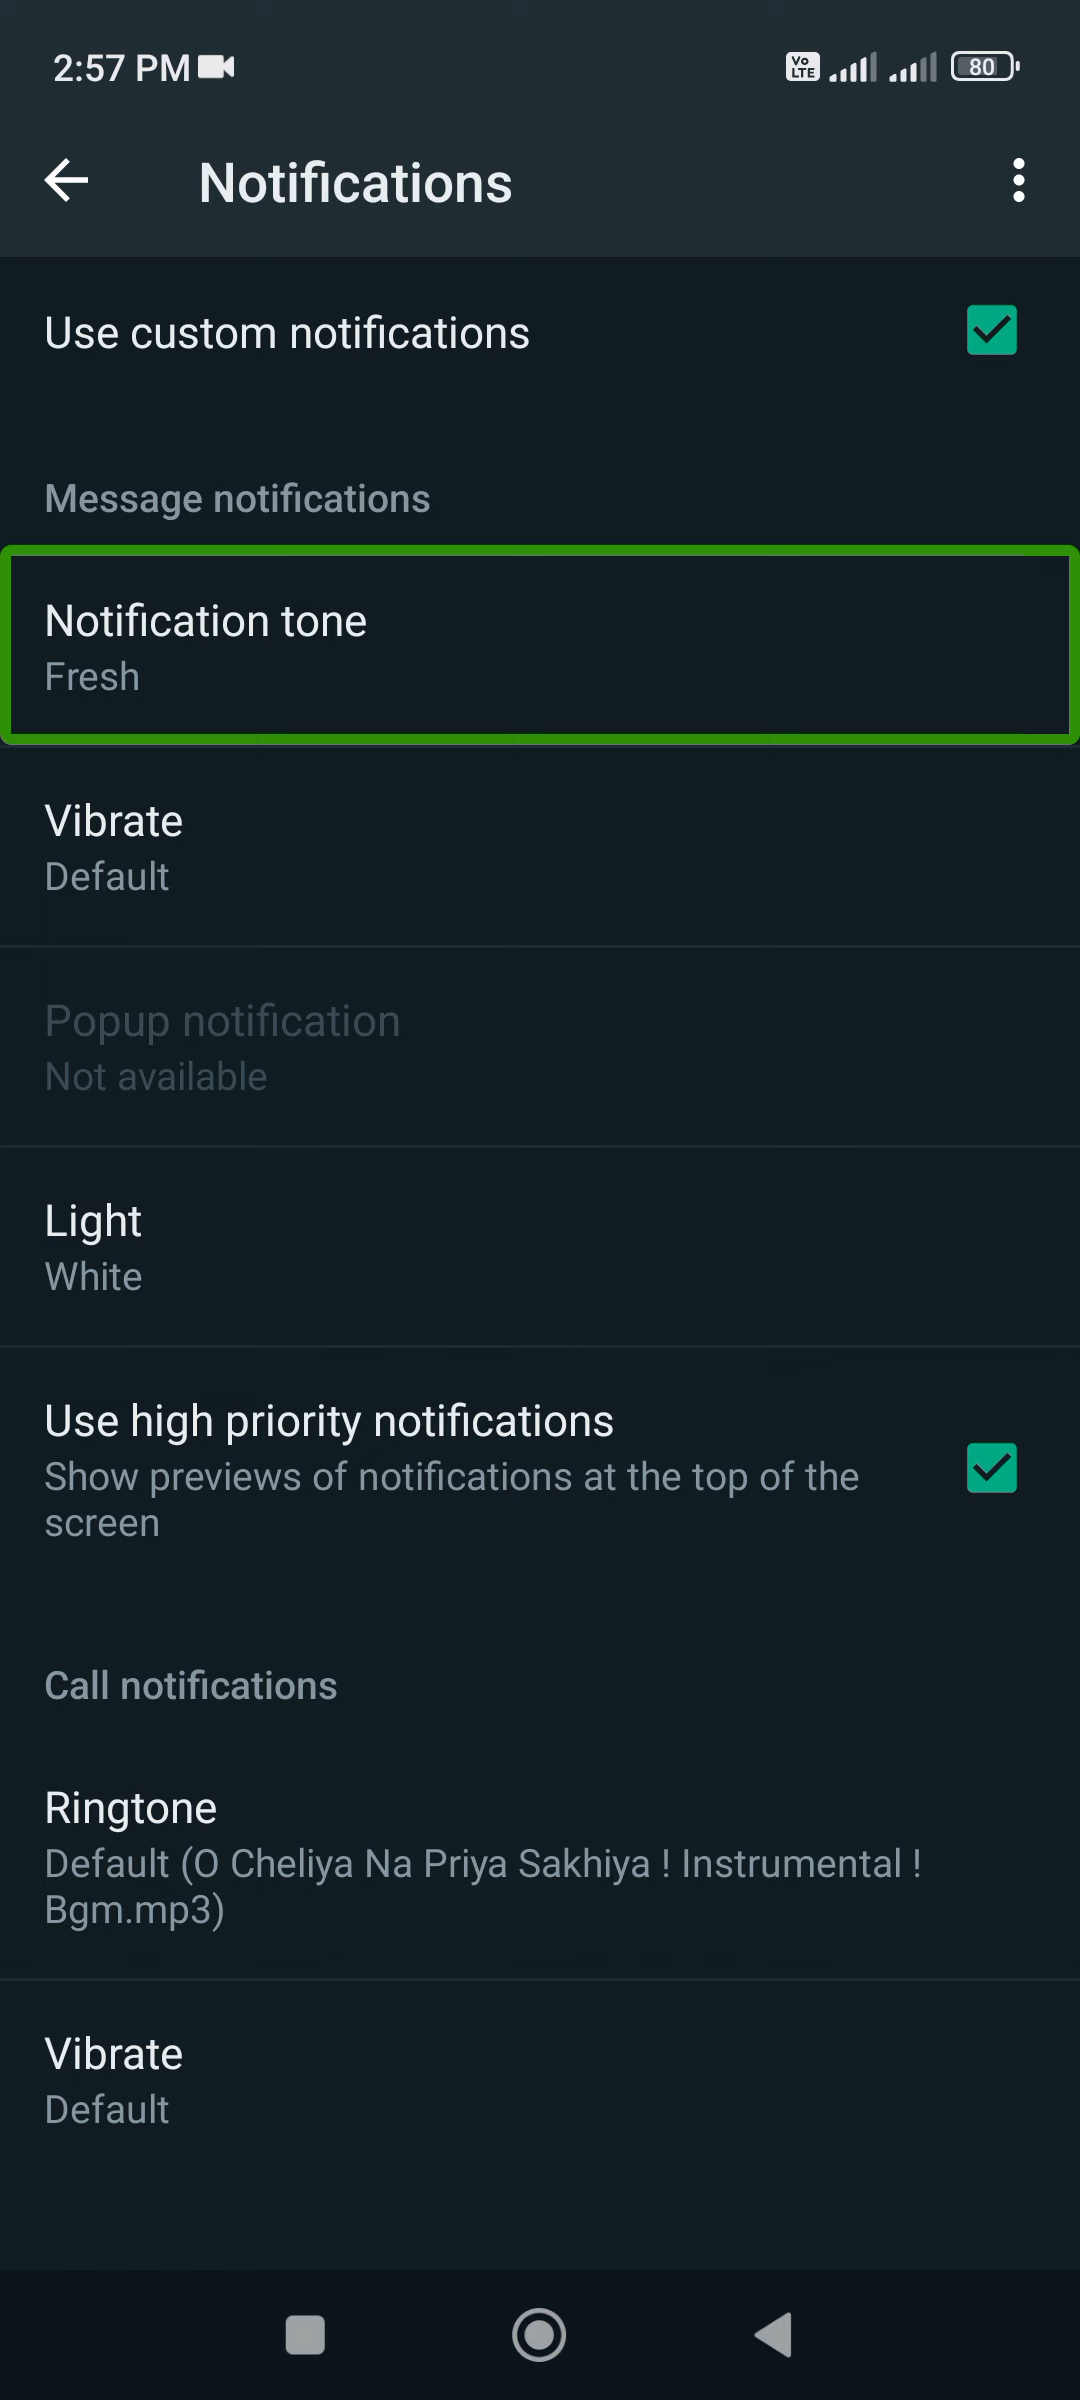 2:57 PM
Vo
LTE
80
Notifications
Use custom notifications
Message notifications
Notification tone
Fresh
Vibrate
Default
Popup notification
Not available
Light
White
Use high priority notifications
Show previews of notifications at the top of the
screen
Call notifications
Ringtone
Default (O Cheliya Na Priya Sakhiya ! Instrumental !
Bgm.mp3)
Vibrate
Default